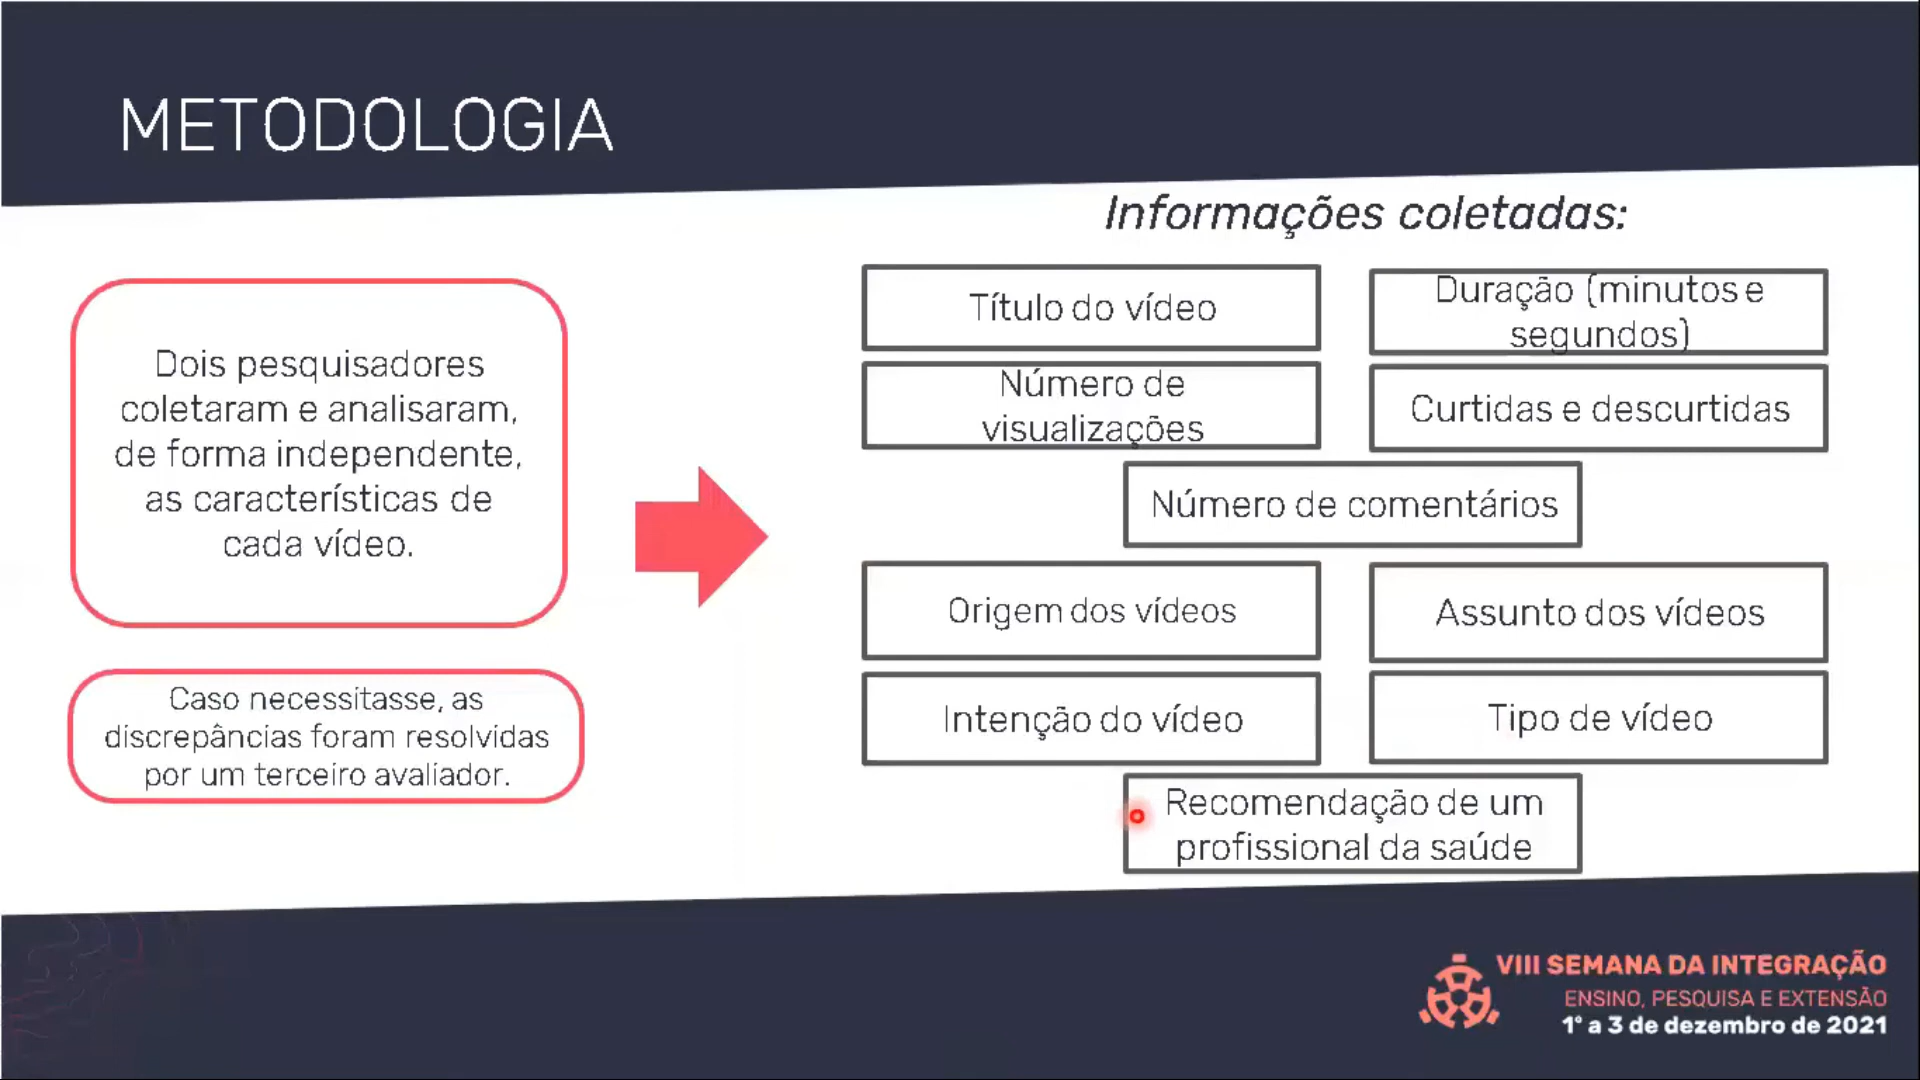 METODOLOGIA
Dois pesquisadores
coletaram e analisaram,
de forma independente,
as características de
cada vídeo.
Caso necessitasse, as
discrepâncias foram resolvidas
por um terceiro avaliador.
Informações coletadas:
Título do vídeo
Duração (minutos e
segundos)
Número de
visualizações
Curtidas e descurtidas
Número de comentários
Origem dos vídeos
Assunto dos vídeos
Intenção do vídeo
Tipo de vídeo
Recomendação de um
profissional da saúde
VIII SEMANA DA INTEGRAÇÃO
ENSINO, PESQUISA E EXTENSÃO
1° a 3 de dezembro de 2021